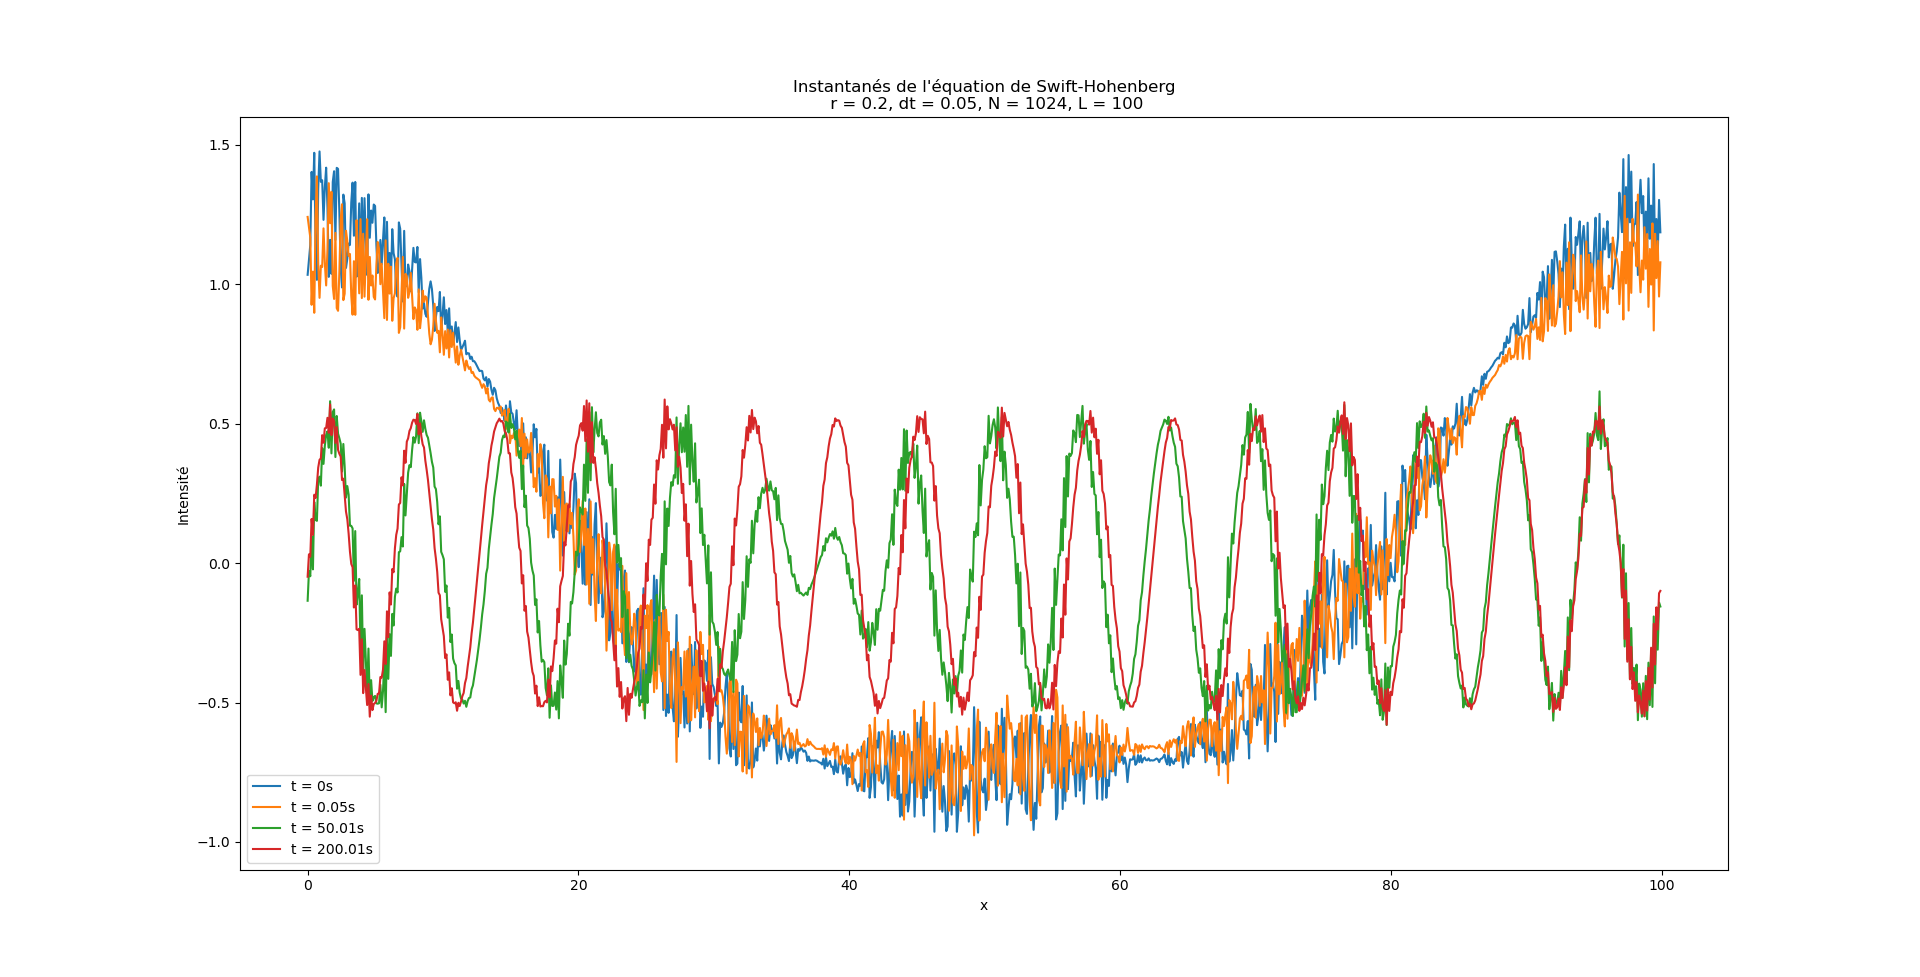 Instantanés de l'équation de Swift-Hohenberg
r = 0.2, dt = 0.05, N = 1024, L = 100
1.5
1.0
0.5
0.0
−0.5
−1.0
Intensité
t = 0s
t = 0.05s
t = 50.01s
t = 200.01s
0 20 40 60 80 100
x